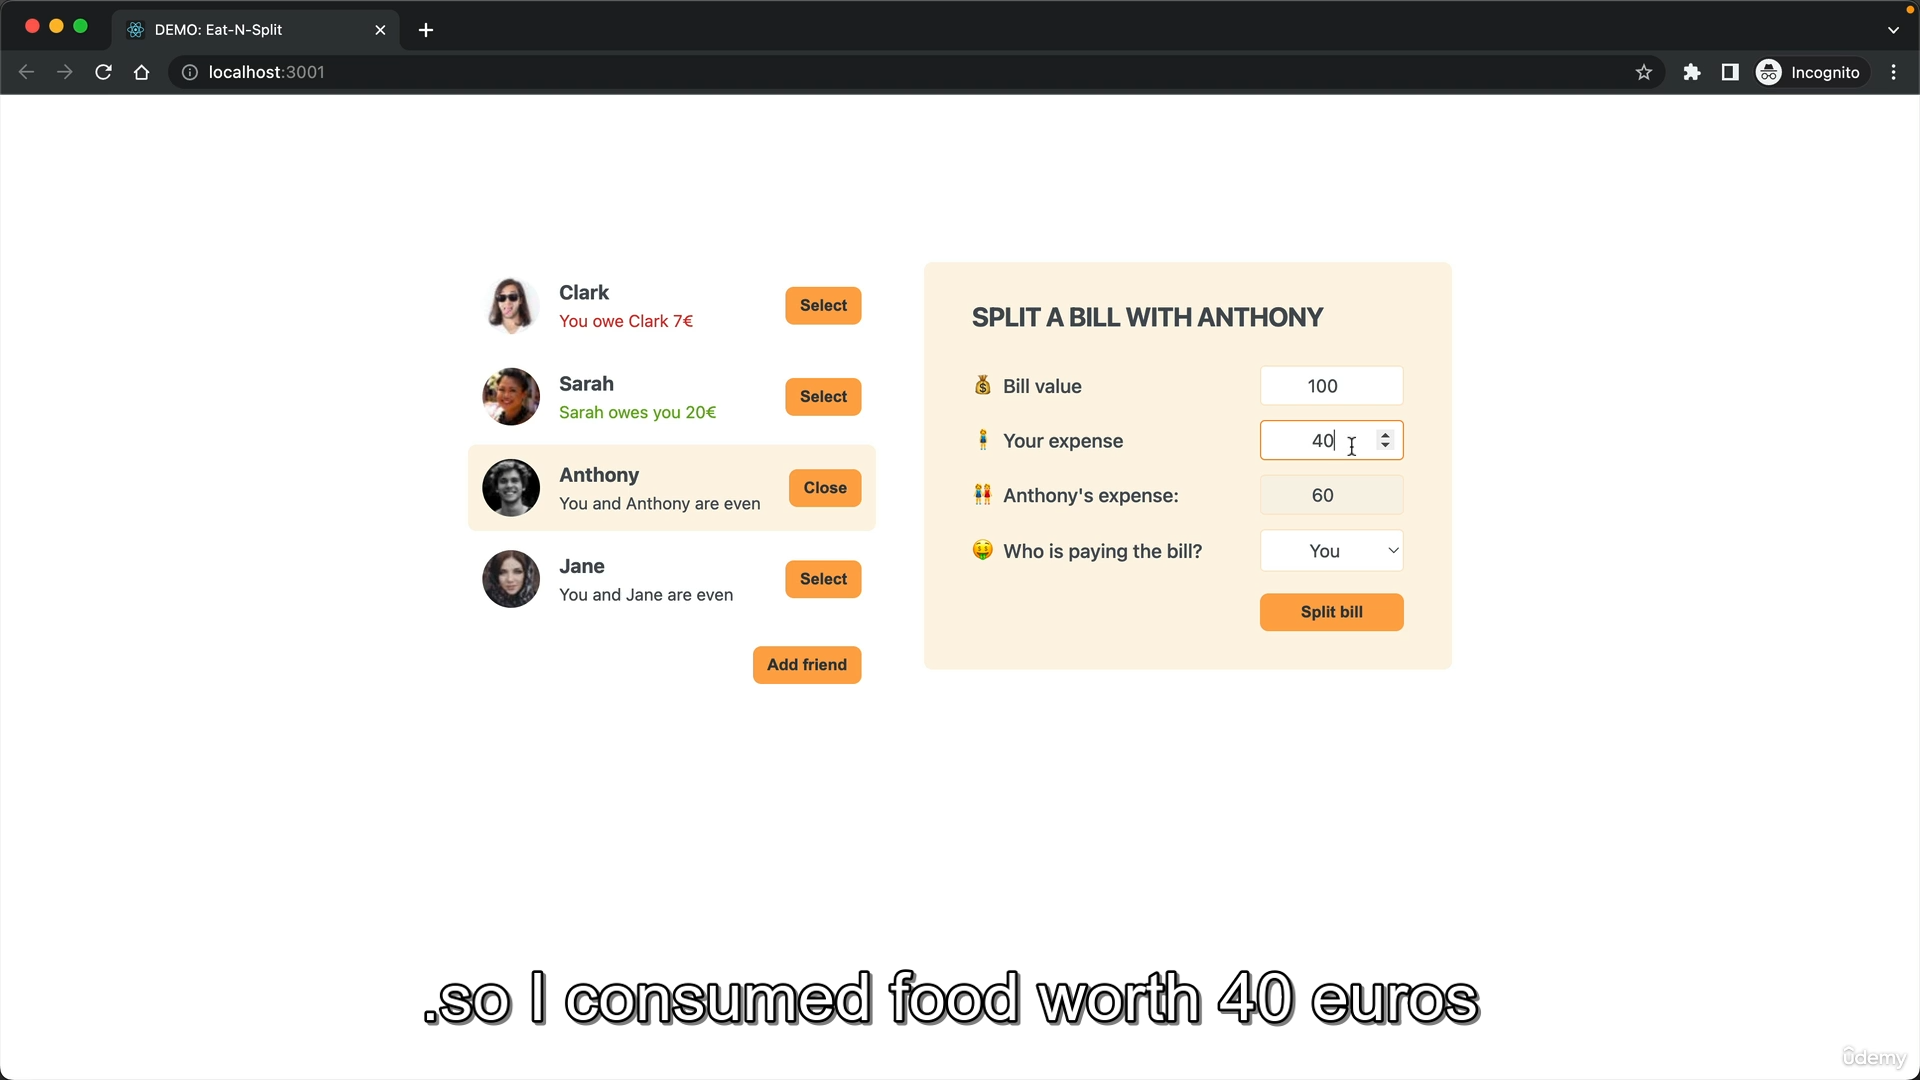 DEMO: Eat-N-Split
localhost:3001
Incognito
Clark
You owe Clark 7€
Select
Sarah
Sarah owes you 20€
Select
Anthony
You and Anthony are even
Close
Jane
You and Jane are even
Select
Add friend
SPLIT A BILL WITH ANTHONY
💰 Bill value
100
🧍‍♀️ Your expense
40
👫 Anthony's expense:
60
🤑 Who is paying the bill?
You
Split bill
.so I consumed food worth 40 euros
ûdemy